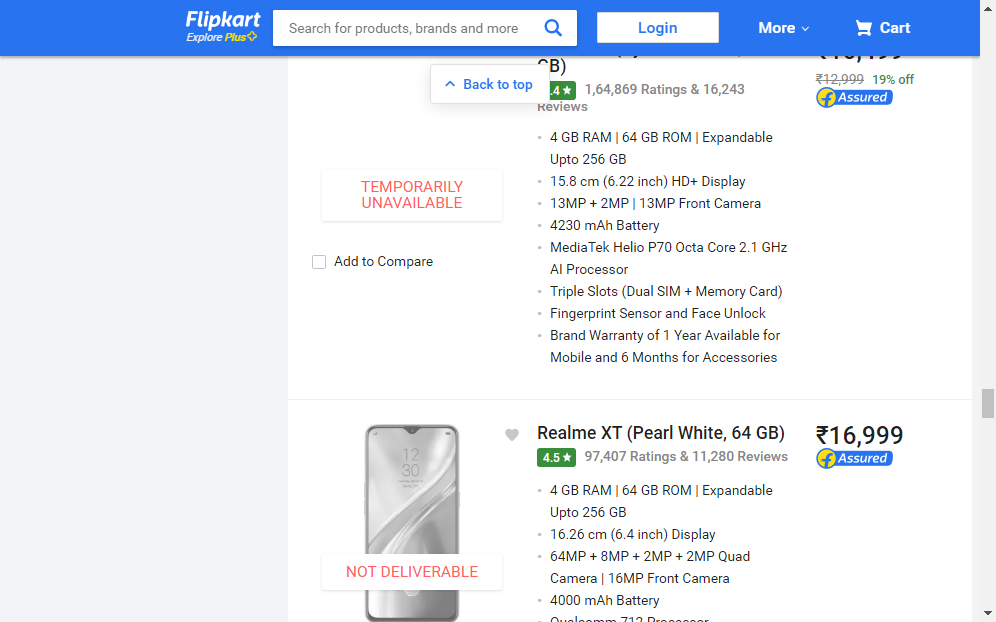 Flipkart
Explore Plus
Search for products, brands and more
Login
More
Cart
Back to top
GB)
₹12,999 19% off
.4 1,64,869 Ratings & 16,243
Reviews
Assured
4 GB RAM | 64 GB ROM | Expandable
Upto 256 GB
15.8 cm (6.22 inch) HD+ Display
13MP + 2MP | 13MP Front Camera
4230 mAh Battery
MediaTek Helio P70 Octa Core 2.1 GHz
AI Processor
Triple Slots (Dual SIM + Memory Card)
Fingerprint Sensor and Face Unlock
Brand Warranty of 1 Year Available for
Mobile and 6 Months for Accessories
TEMPORARILY
UNAVAILABLE
Add to Compare
Realme XT (Pearl White, 64 GB)
₹16,999
4.5 97,407 Ratings & 11,280 Reviews
Assured
4 GB RAM | 64 GB ROM | Expandable
Upto 256 GB
16.26 cm (6.4 inch) Display
64MP + 8MP + 2MP + 2MP Quad
Camera | 16MP Front Camera
4000 mAh Battery
Qualcomm 712 Processor
12
30
NOT DELIVERABLE